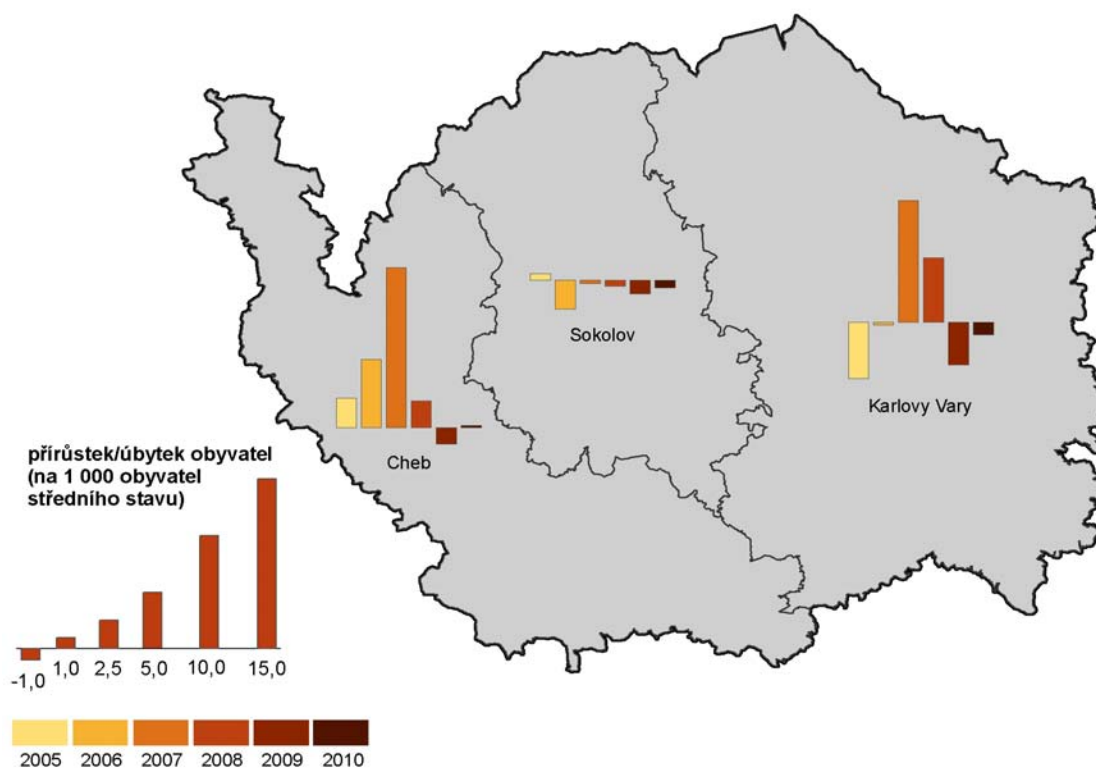 Sokolov
Karlovy Vary
Cheb
přírůstek/úbytek obyvatel
(na 1 000 obyvatel
středního stavu)
-1,0 1,0 2,5 5,0 10,0 15,0
2005 2006 2007 2008 2009 2010